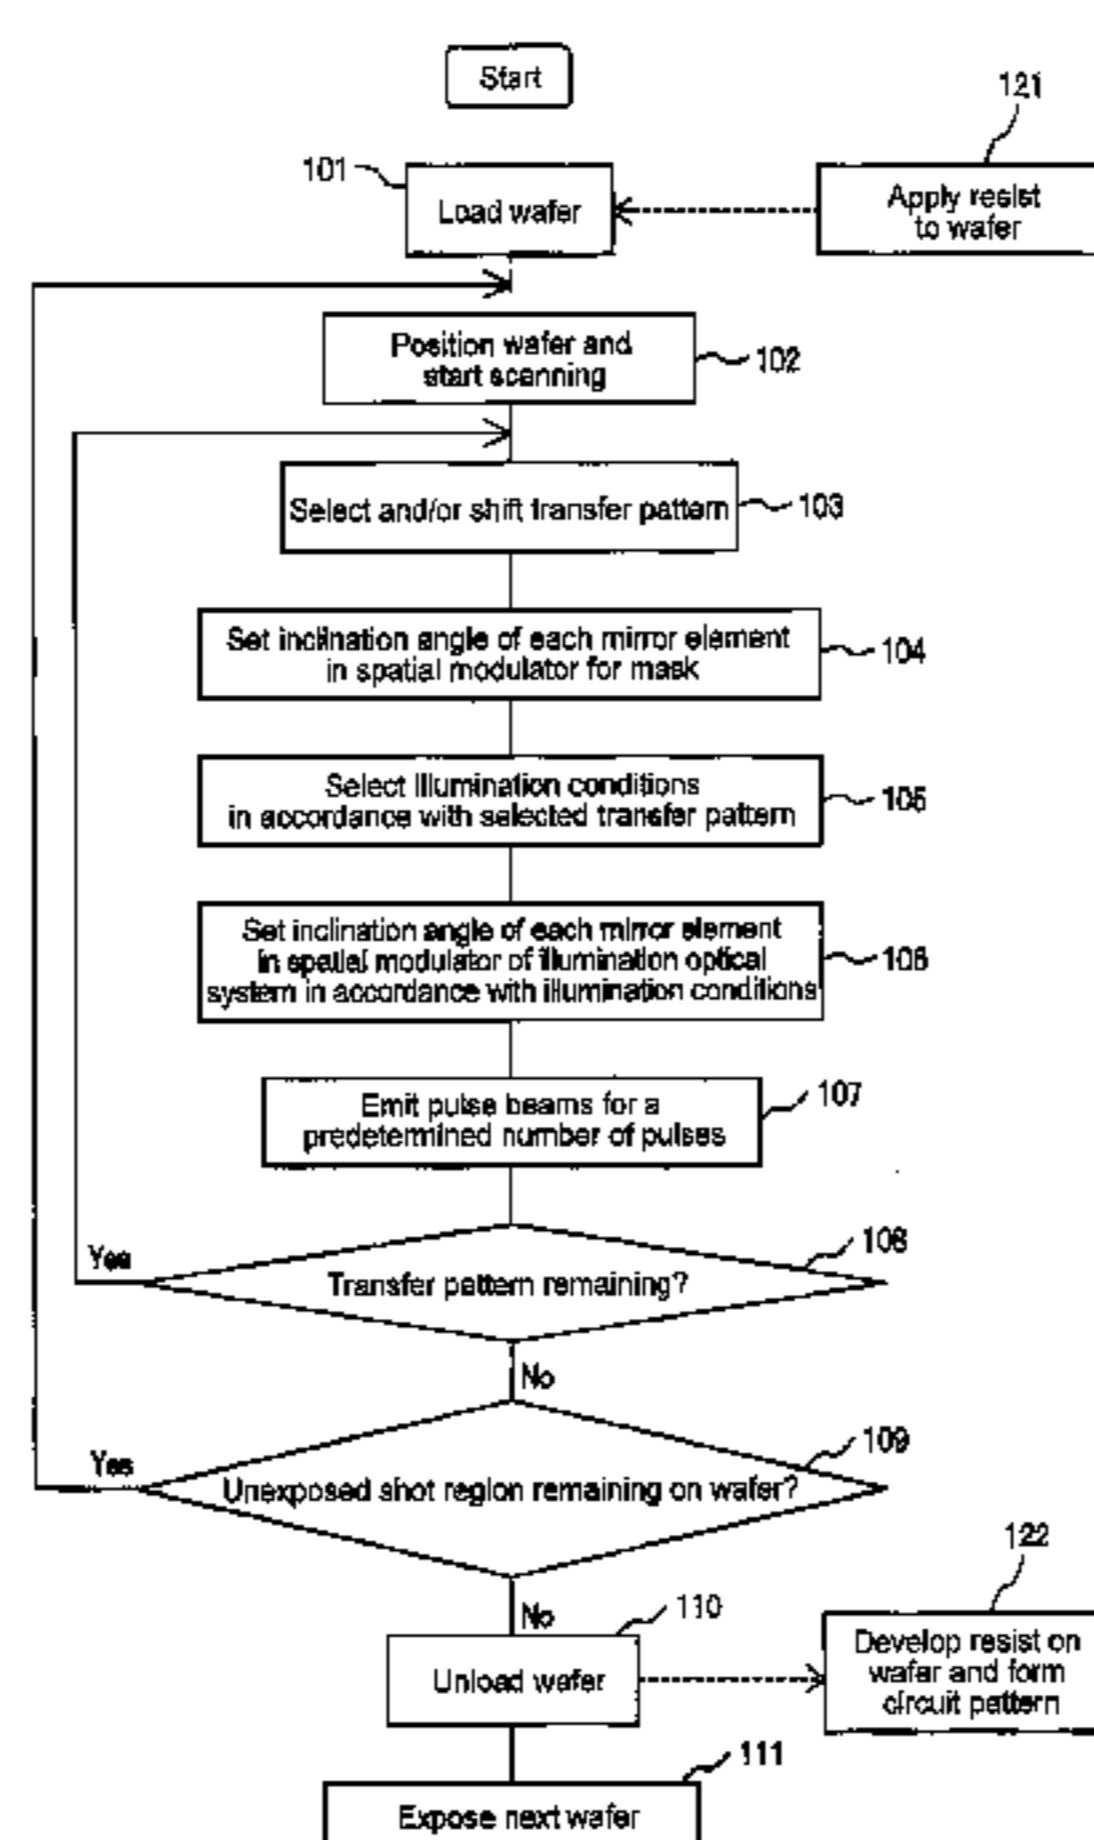 Start
121
101
Load wafer
Apply resist
to wafer
Position wafer and
start scanning
102
Select and/or shift transfer pattern
103
Set inclination angle of each mirror element
in spatial modulator for mask
104
Select illumination conditions
in accordance with selected transfer pattern
105
Set inclination angle of each mirror element
in spatial modulator of illumination optical
system in accordance with illumination conditions
106
Emit pulse beams for a
predetermined number of pulses
107
108
Yes
Transfer pattern remaining?
No
109
Yes
Unexposed shot region remaining on wafer?
No
110
122
Unload wafer
Develop resist on
wafer and form
circuit pattern
111
Expose next wafer